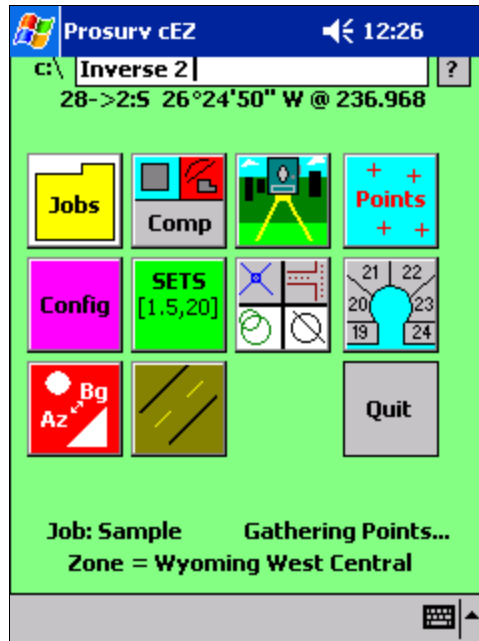 Prosurv cEZ 12:26
c:\ Inverse 2 ?
28->2:S 26°24'50" W @ 236.968
Jobs
Comp
Points
Config
SETS
[1.5,20]
21 22
20 23
19 24
Bg
Az
Quit
Job: Sample Gathering Points...
Zone = Wyoming West Central